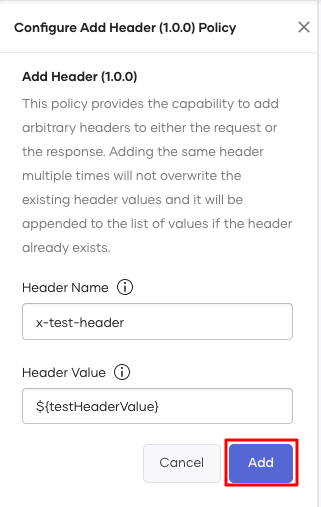 Configure Add Header (1.0.0) Policy
Add Header (1.0.0)
This policy provides the capability to add
arbitrary headers to either the request or
the response. Adding the same header
multiple times will not overwrite the
existing header values and it will be
appended to the list of values if the header
already exists.
Header Name
x-test-header
Header Value
${testHeaderValue}
Cancel
Add